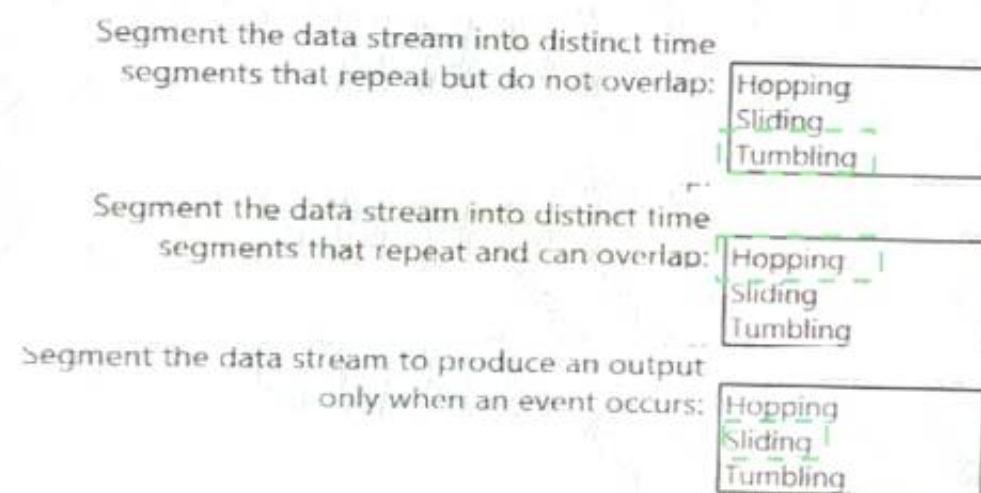 Segment the data stream into distinct time
segments that repeat but do not overlap:
Hopping
Sliding
Tumbling
Segment the data stream into distinct time
segments that repeat and can overlap:
Hopping
Sliding
Tumbling
Segment the data stream to produce an output
only when an event occurs:
Hopping
Sliding
Tumbling